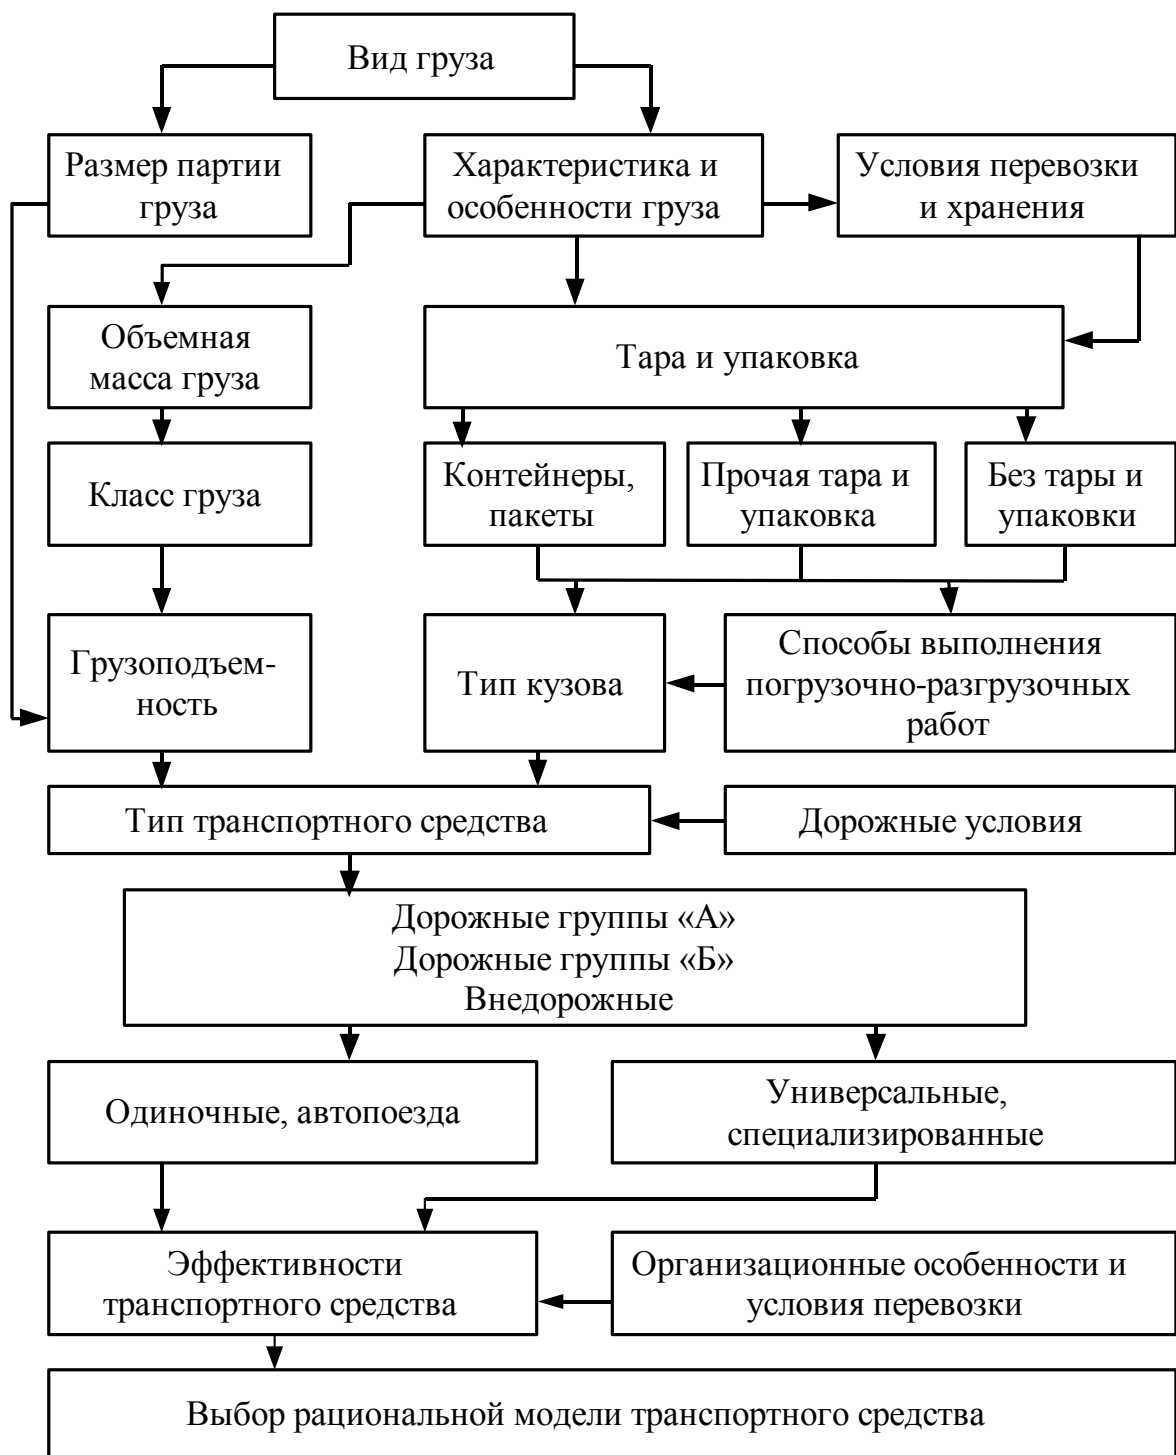 Вид груза
Размер партии
груза
Характеристика и
особенности груза
Условия перевозки
и хранения
Объемная
масса груза
Тара и упаковка
Класс груза
Контейнеры,
пакеты
Прочая тара и
упаковка
Без тары и
упаковки
Грузоподъем-
ность
Тип кузова
Способы выполнения
погрузочно-разгрузочных
работ
Тип транспортного средства
Дорожные условия
Дорожные группы «А»
Дорожные группы «Б»
Внедорожные
Одиночные, автопоезда
Универсальные,
специализированные
Эффективности
транспортного средства
Организационные особенности и
условия перевозки
Выбор рациональной модели транспортного средства